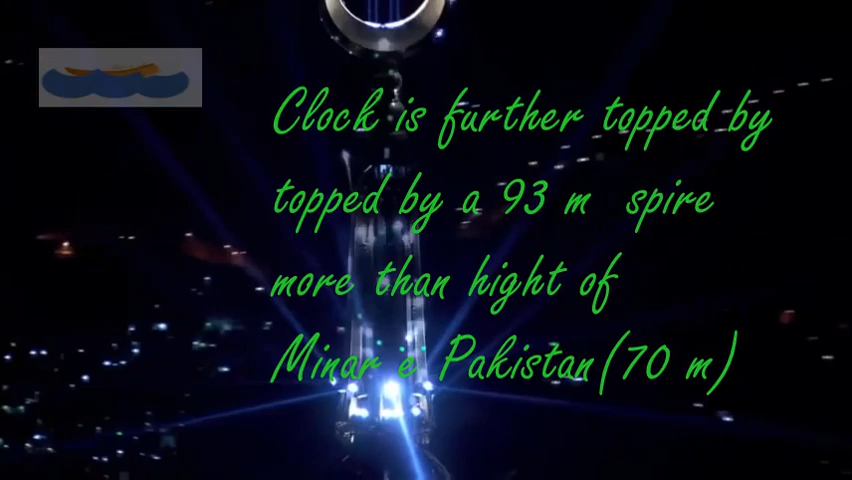 Clock is further topped by
topped by a 93 m spire
more than hight of
Minar e Pakistan(70 m)